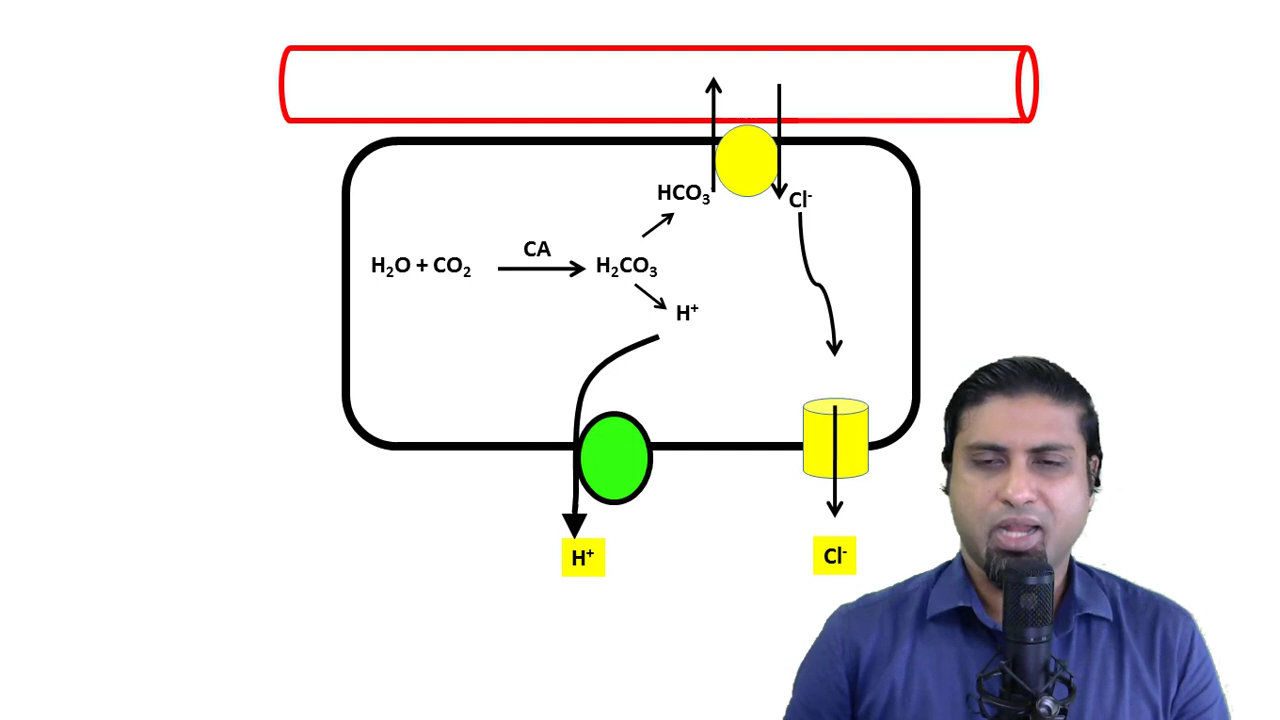 HCO₃⁻
Cl⁻
CA
H₂O + CO₂
H₂CO₃
H⁺
H⁺
Cl⁻